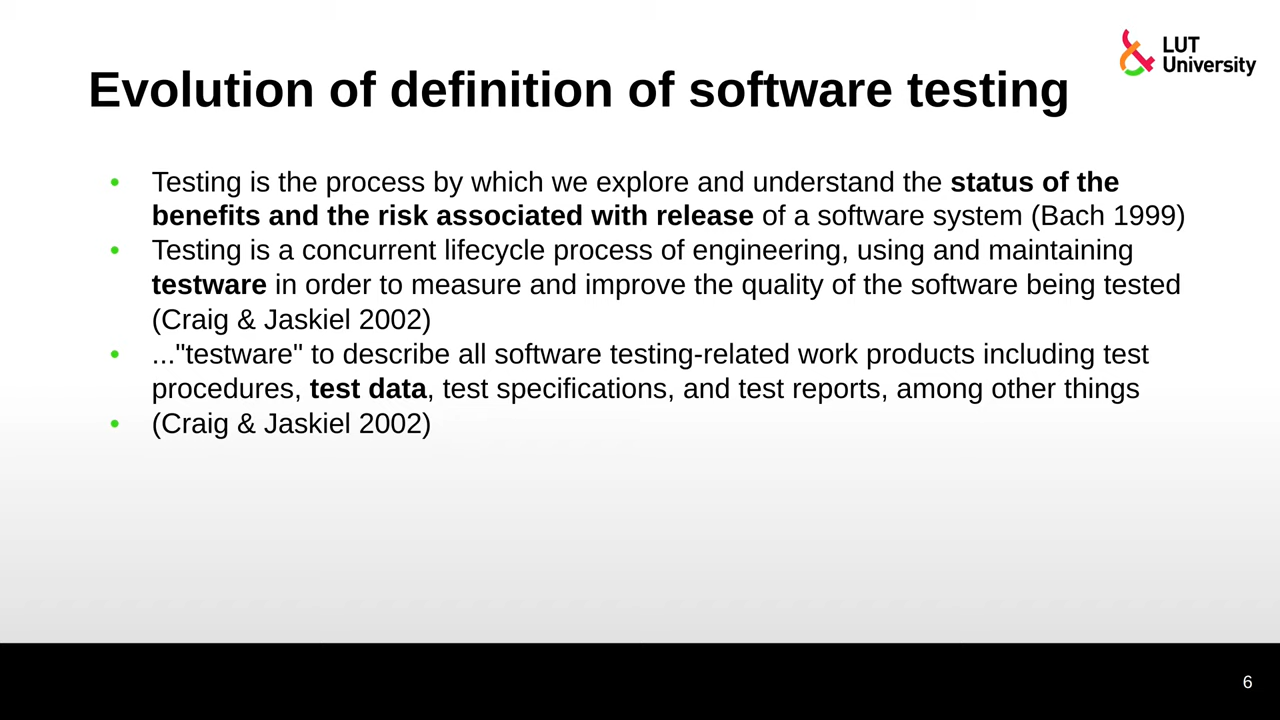 LUT
University
Evolution of definition of software testing
• Testing is the process by which we explore and understand the status of the
benefits and the risk associated with release of a software system (Bach 1999)
• Testing is a concurrent lifecycle process of engineering, using and maintaining
testware in order to measure and improve the quality of the software being tested
(Craig & Jaskiel 2002)
• ..."testware" to describe all software testing-related work products including test
procedures, test data, test specifications, and test reports, among other things
• (Craig & Jaskiel 2002)
6